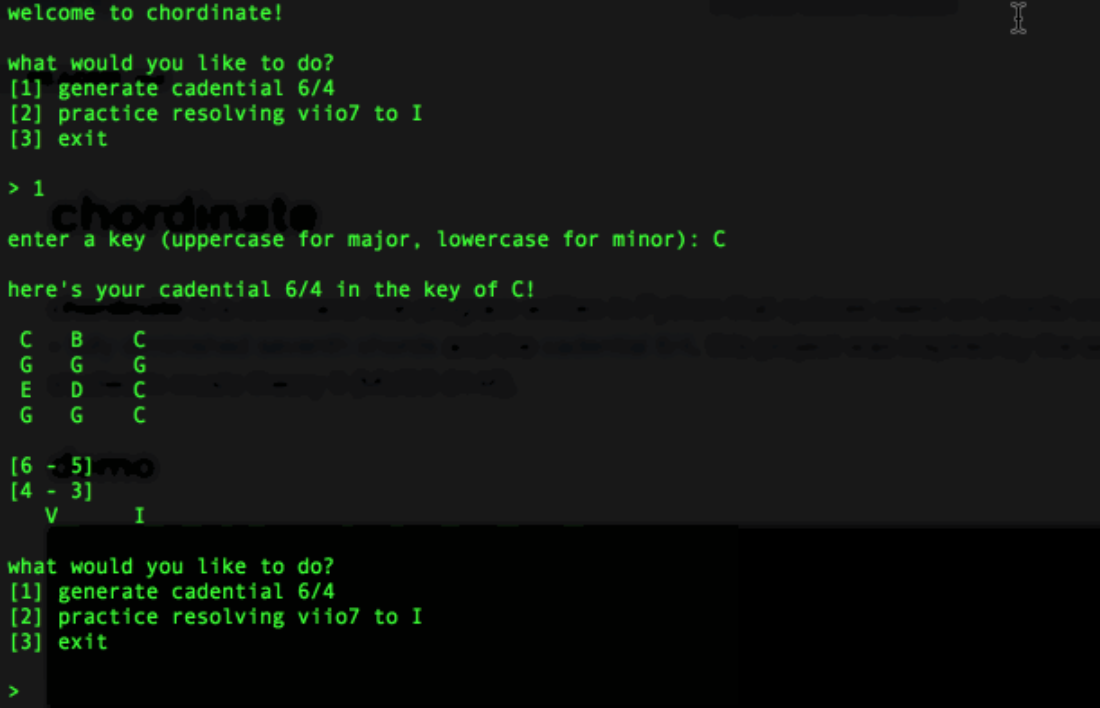 welcome to chordinate!
what would you like to do?
[1] generate cadential 6/4
[2] practice resolving viio7 to I
[3] exit
> 1
chordinate
enter a key (uppercase for major, lowercase for minor): C
here's your cadential 6/4 in the key of C!
C B C
G G G
E D C
G G C
[6 - 5]
demo
[4 - 3]
V I
what would you like to do?
[1] generate cadential 6/4
[2] practice resolving viio7 to I
[3] exit
>